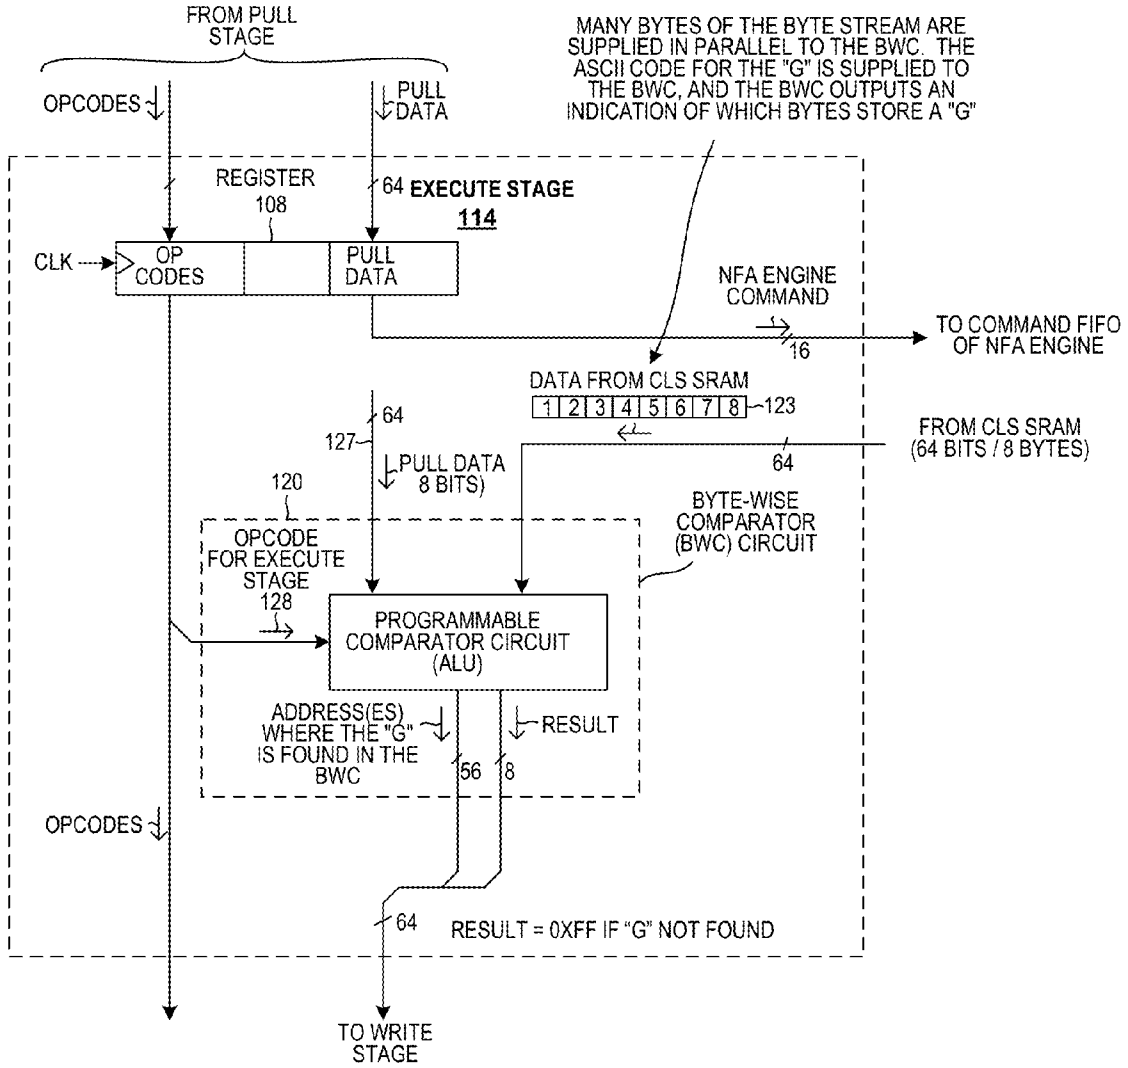 FROM PULL
STAGE
MANY BYTES OF THE BYTE STREAM ARE
SUPPLIED IN PARALLEL TO THE BWC. THE
ASCII CODE FOR THE "G" IS SUPPLIED TO
THE BWC, AND THE BWC OUTPUTS AN
INDICATION OF WHICH BYTES STORE A "G"
OPCODES
PULL
DATA
REGISTER
108
64
EXECUTE STAGE
114
CLK
OP
CODES
PULL
DATA
NFA ENGINE
COMMAND
16
TO COMMAND FIFO
OF NFA ENGINE
DATA FROM CLS SRAM
1 2 3 4 5 6 7 8
123
64
127
PULL DATA
8 BITS)
64
FROM CLS SRAM
(64 BITS / 8 BYTES)
120
BYTE-WISE
COMPARATOR
(BWC) CIRCUIT
OPCODE
FOR EXECUTE
STAGE
128
PROGRAMMABLE
COMPARATOR CIRCUIT
(ALU)
ADDRESS(ES)
WHERE THE "G"
IS FOUND IN THE
BWC
RESULT
56
8
OPCODES
64
RESULT = 0XFF IF "G" NOT FOUND
TO WRITE
STAGE